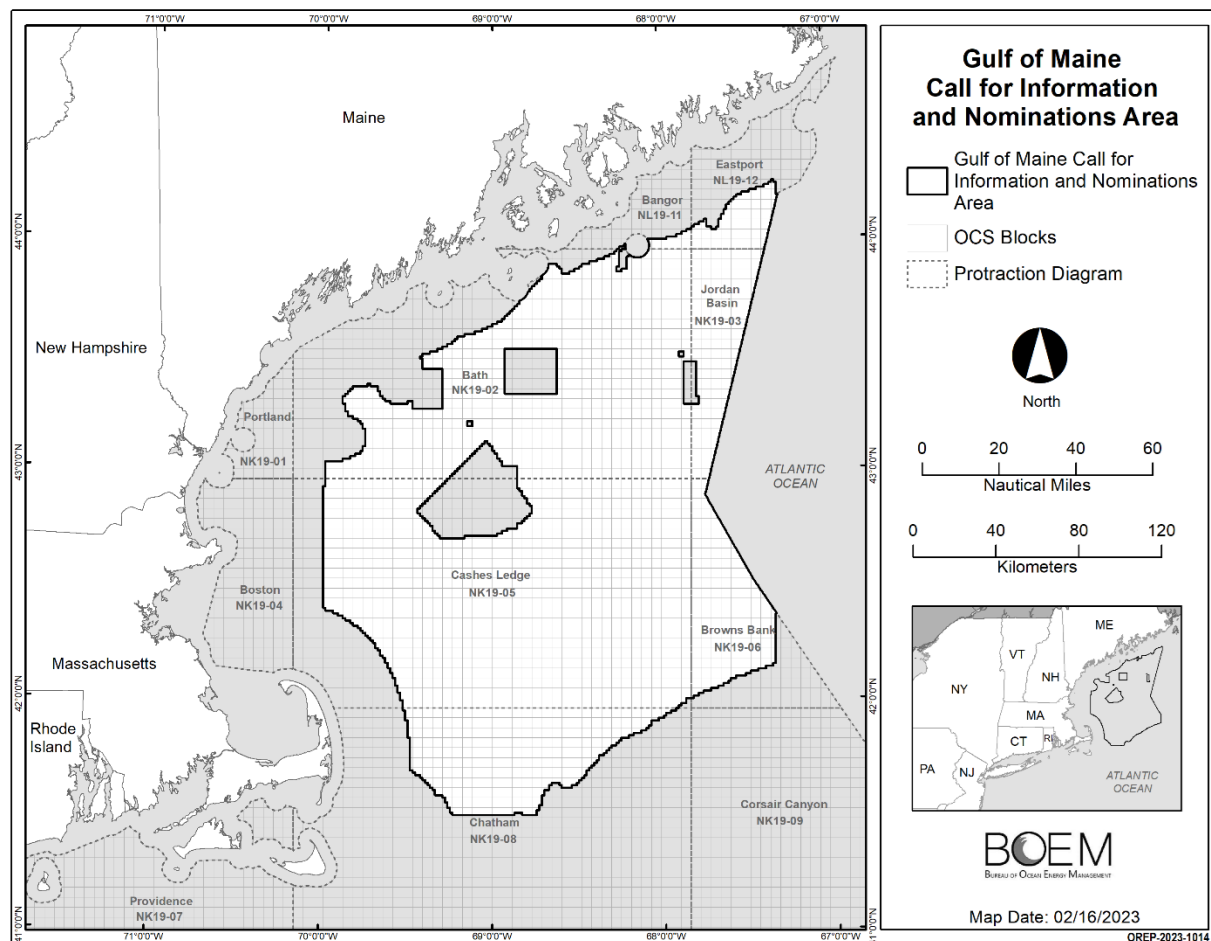 71°0'0"W
70°0'0"W
69°0'0"W
68°0'0"W
67°0'0"W
44°0'0"N
43°0'0"N
42°0'0"N
41°0'0"N
44°0'0"N
43°0'0"N
42°0'0"N
41°0'0"N
71°0'0"W
70°0'0"W
69°0'0"W
68°0'0"W
67°0'0"W
Maine
New Hampshire
Massachusetts
Rhode
Island
Eastport
NL19-12
Bangor
NL19-11
Jordan
Basin
NK19-03
Bath
NK19-02
Portland
NK19-01
ATLANTIC
OCEAN
Cashes Ledge
NK19-05
Boston
NK19-04
Browns Bank
NK19-06
Corsair Canyon
NK19-09
Chatham
NK19-08
Providence
NK19-07
Gulf of Maine
Call for Information
and Nominations Area
Gulf of Maine Call for
Information and Nominations
Area
OCS Blocks
Protraction Diagram
North
0 20 40 60
Nautical Miles
0 40 80 120
Kilometers
ME
VT
NH
NY
MA
CT
RI
PA
NJ
ATLANTIC
OCEAN
BOEM
BUREAU OF OCEAN ENERGY MANAGEMENT
Map Date: 02/16/2023
OREP-2023-1014